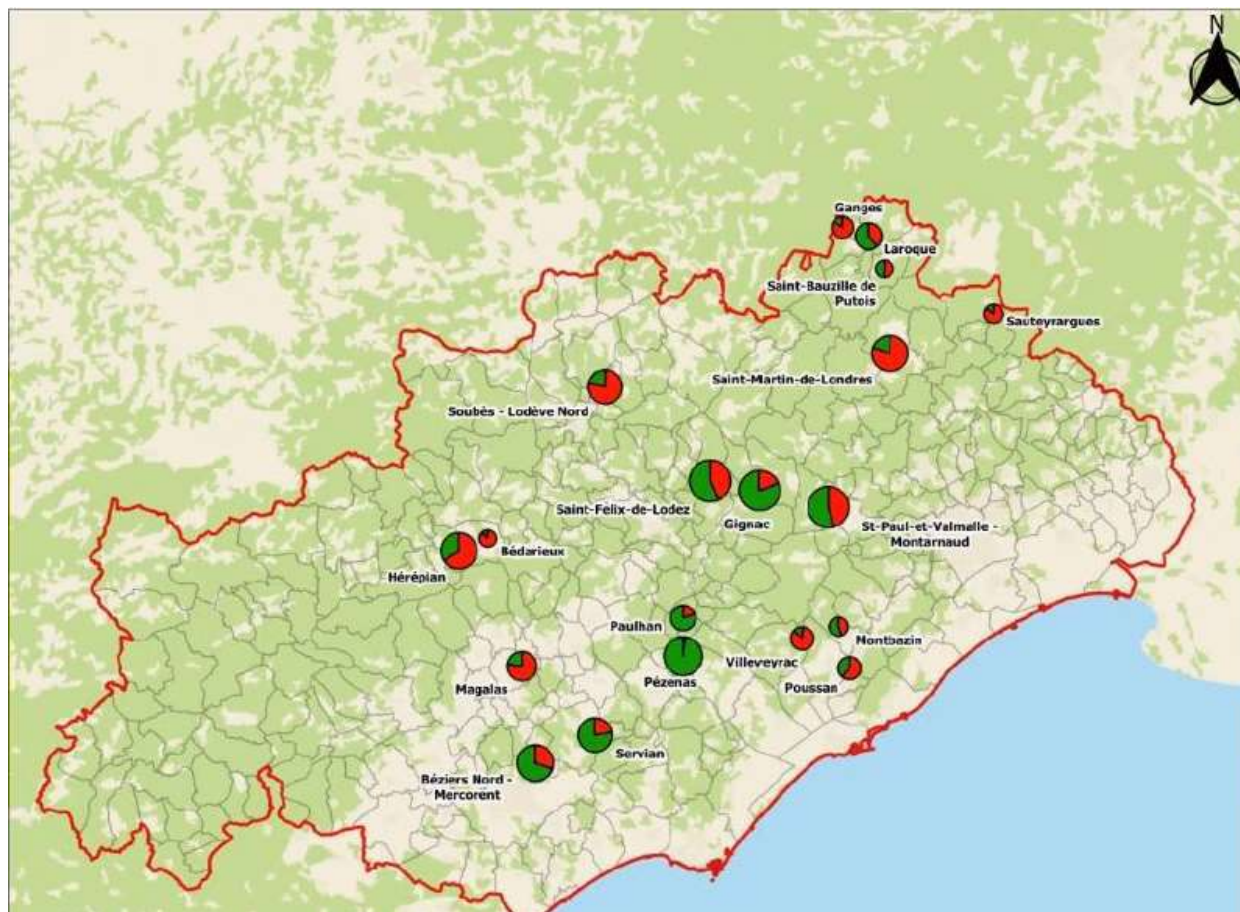 N
Ganges
Laroque
Saint-Bauzille de
Putois
Sauteyrargues
Saint-Martin-de-Londres
Soubès - Lodève Nord
Saint-Félix-de-Lodez
Gignac
St-Paul-et-Valmalle -
Montarnaud
Bédarieux
Hérépian
Paulhan
Montbazin
Villeveyrac
Pézenas
Poussan
Magalas
Servian
Béziers Nord -
Mercorent